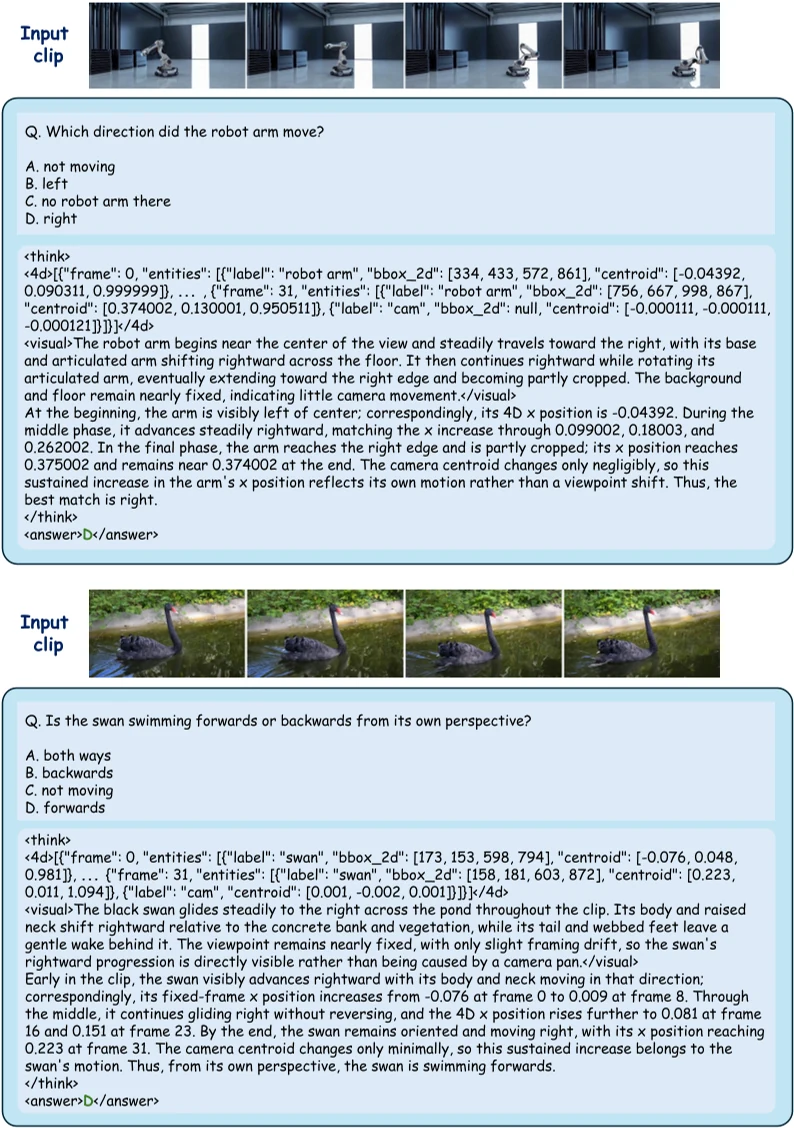 Input
clip
Q. Which direction did the robot arm move?
A. not moving
B. left
C. no robot arm there
D. right
<think>
<4d>[{"frame": 0, "entities": [{"label": "robot arm", "bbox_2d": [334, 433, 572, 861], "centroid": [-0.04392,
0.090311, 0.999999]}, ... , {"frame": 31, "entities": [{"label": "robot arm", "bbox_2d": [756, 667, 998, 867],
"centroid": [0.374002, 0.130001, 0.950511]}, {"label": "cam", "bbox_2d": null, "centroid": [-0.000111, -0.000111,
-0.000121]}]}]</4d>
<visual>The robot arm begins near the center of the view and steadily travels toward the right, with its base
and articulated arm shifting rightward across the floor. It then continues rightward while rotating its
articulated arm, eventually extending toward the right edge and becoming partly cropped. The background
and floor remain nearly fixed, indicating little camera movement.</visual>
At the beginning, the arm is visibly left of center; correspondingly, its 4D x position is -0.04392. During the
middle phase, it advances steadily rightward, matching the x increase through 0.099002, 0.18003, and
0.262002. In the final phase, the arm reaches the right edge and is partly cropped; its x position reaches
0.375002 and remains near 0.374002 at the end. The camera centroid changes only negligibly, so this
sustained increase in the arm's x position reflects its own motion rather than a viewpoint shift. Thus, the
best match is right.
</think>
<answer>D</answer>
Input
clip
Q. Is the swan swimming forwards or backwards from its own perspective?
A. both ways
B. backwards
C. not moving
D. forwards
<think>
<4d>[{"frame": 0, "entities": [{"label": "swan", "bbox_2d": [173, 153, 598, 794], "centroid": [-0.076, 0.048,
0.981]}, ... {"frame": 31, "entities": [{"label": "swan", "bbox_2d": [158, 181, 603, 872], "centroid": [0.223,
0.011, 1.094]}, {"label": "cam", "centroid": [0.001, -0.002, 0.001]}]}]</4d>
<visual>The black swan glides steadily to the right across the pond throughout the clip. Its body and raised
neck shift rightward relative to the concrete bank and vegetation, while its tail and webbed feet leave a
gentle wake behind it. The viewpoint remains nearly fixed, with only slight framing drift, so the swan's
rightward progression is directly visible rather than being caused by a camera pan.</visual>
Early in the clip, the swan visibly advances rightward with its body and neck moving in that direction;
correspondingly, its fixed-frame x position increases from -0.076 at frame 0 to 0.009 at frame 8. Through
the middle, it continues gliding right without reversing, and the 4D x position rises further to 0.081 at frame
16 and 0.151 at frame 23. By the end, the swan remains oriented and moving right, with its x position reaching
0.223 at frame 31. The camera centroid changes only minimally, so this sustained increase belongs to the
swan's motion. Thus, from its own perspective, the swan is swimming forwards.
</think>
<answer>D</answer>